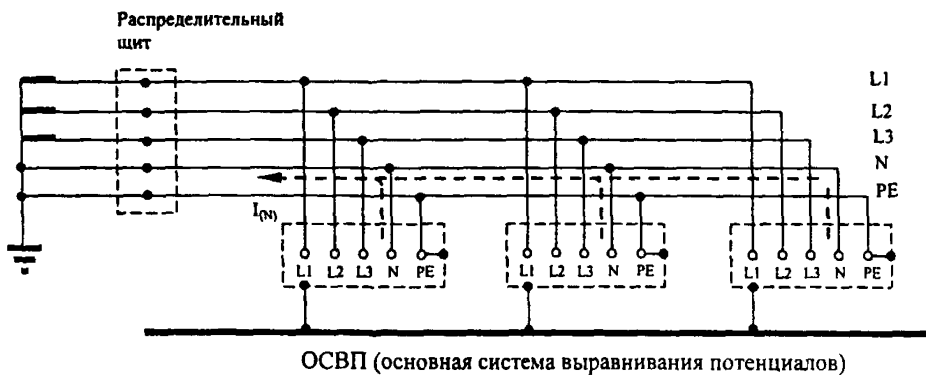 Распределительный
щит
L1
L2
L3
N
PE
I(N)
L1 L2 L3 N PE
L1 L2 L3 N PE
L1 L2 L3 N PE
ОСВП (основная система выравнивания потенциалов)